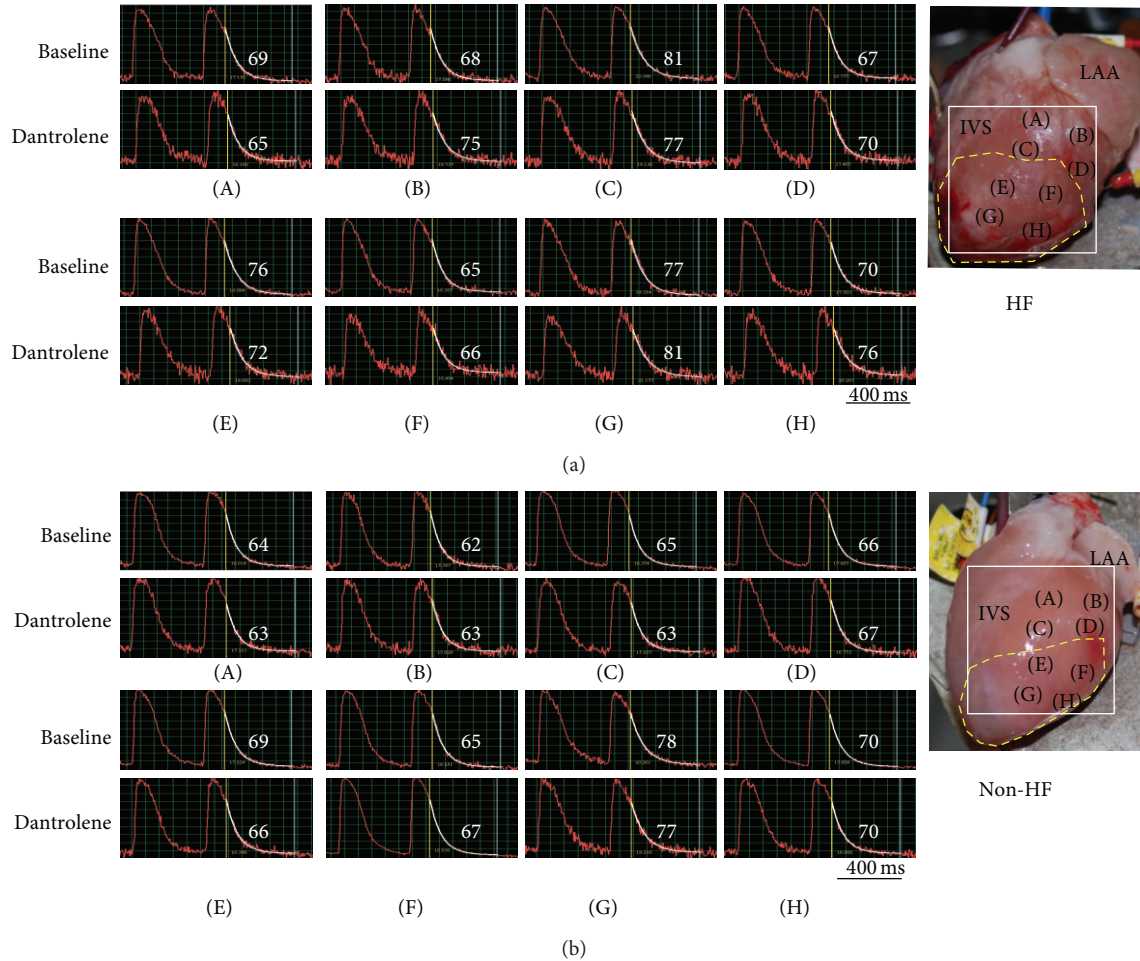 Baseline 69 68 81 67
Dantrolene 65 75 77 70
(A) (B) (C) (D)
Baseline 76 65 77 70
Dantrolene 72 66 81 76
400 ms
(E) (F) (G) (H)
LAA
IVS (A) (B)
(C) (D)
(E) (F)
(G) (H)
HF
(a)
Baseline 64 62 65 66
Dantrolene 63 63 63 67
(A) (B) (C) (D)
Baseline 69 65 78 70
Dantrolene 66 67 77 70
400 ms
(E) (F) (G) (H)
LAA
IVS (A) (B)
(C) (D)
(E) (F)
(G) (H)
Non-HF
(b)